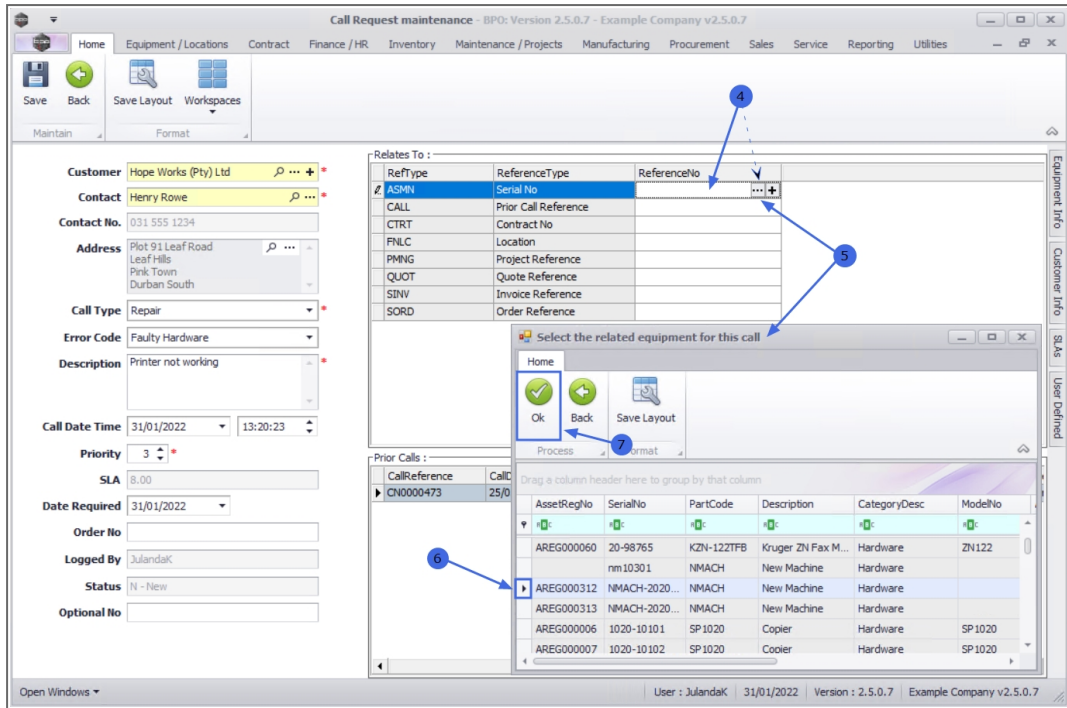 Call Request maintenance - BPO: Version 2.5.0.7 - Example Company v2.5.0.7
Home Equipment / Locations Contract Finance / HR Inventory Maintenance / Projects Manufacturing Procurement Sales Service Reporting Utilities
Save Back Save Layout Workspaces
Maintain Format
4
Customer Hope Works (Pty) Ltd *
Contact Henry Rowe *
Contact No. 031 555 1234
Address Plot 91 Leaf Road
Leaf Hills
Pink Town
Durban South
Call Type Repair *
Error Code Faulty Hardware
Description Printer not working *
Call Date Time 31/01/2022 13:20:23
Priority 3 *
SLA 8.00
Date Required 31/01/2022
Order No
Logged By JulandaK
Status N - New
Optional No
Relates To :
RefType ReferenceType ReferenceNo
ASMN Serial No
CALL Prior Call Reference
CTRT Contract No
FNLC Location
PMNG Project Reference
QUOT Quote Reference
SINV Invoice Reference
SORD Order Reference
5
Equipment Info
Customer Info
SLAs
User Defined
Prior Calls :
CallReference CallD
CN0000473 25/0
Select the related equipment for this call
Home
Ok Back Save Layout
7
Process Format
Drag a column header here to group by that column
AssetRegNo SerialNo PartCode Description CategoryDesc ModelNo
AREG000060 20-98765 KZN-122TFB Kruger ZN Fax M... Hardware ZN122
nm10301 NMACH New Machine Hardware
6
AREG000312 NMACH-2020... NMACH New Machine Hardware
AREG000313 NMACH-2020... NMACH New Machine Hardware
AREG000006 1020-10101 SP1020 Copier Hardware SP1020
AREG000007 1020-10102 SP1020 Copier Hardware SP1020
Open Windows User : JulandaK 31/01/2022 Version : 2.5.0.7 Example Company v2.5.0.7